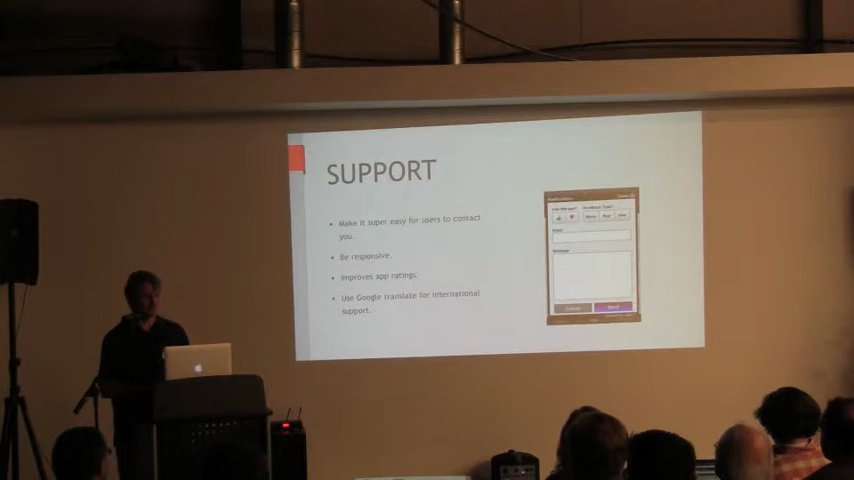 SUPPORT
• Make it super easy for users to contact
you.
• Be responsive.
• Improves app ratings.
• Use Google translate for international
support.